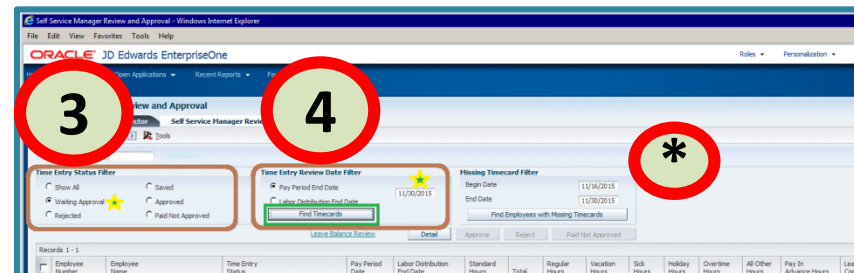 Self Service Manager Review and Approval - Windows Internet Explorer
File Edit View Favorites Tools Help
ORACLE JD Edwards EnterpriseOne Roles Personalization
Open Applications Recent Reports
3
4
*
view and Approval
Self Service Manager Revi
Tools
Time Entry Status Filter
Show All Saved
Waiting Approval Approved
Rejected Paid Not Approved
Time Entry Review Date Filter
Pay Period End Date
11/30/2015
Labor Distribution End Date
Find Timecards
Missing Timecard Filter
Begin Date 11/16/2015
End Date 11/30/2015
Find Employees with Missing Timecards
Leave Balance Review Detail Approve Reject Paid Not Approved
Records 1 - 1
Employee Number Employee Name Time Entry Status Pay Period Date Labor Distribution End Date Standard Hours Total Regular Hours Vacation Hours Sick Hours Holiday Hours Overtime Hours All Other Hours Pay In Advance Hours